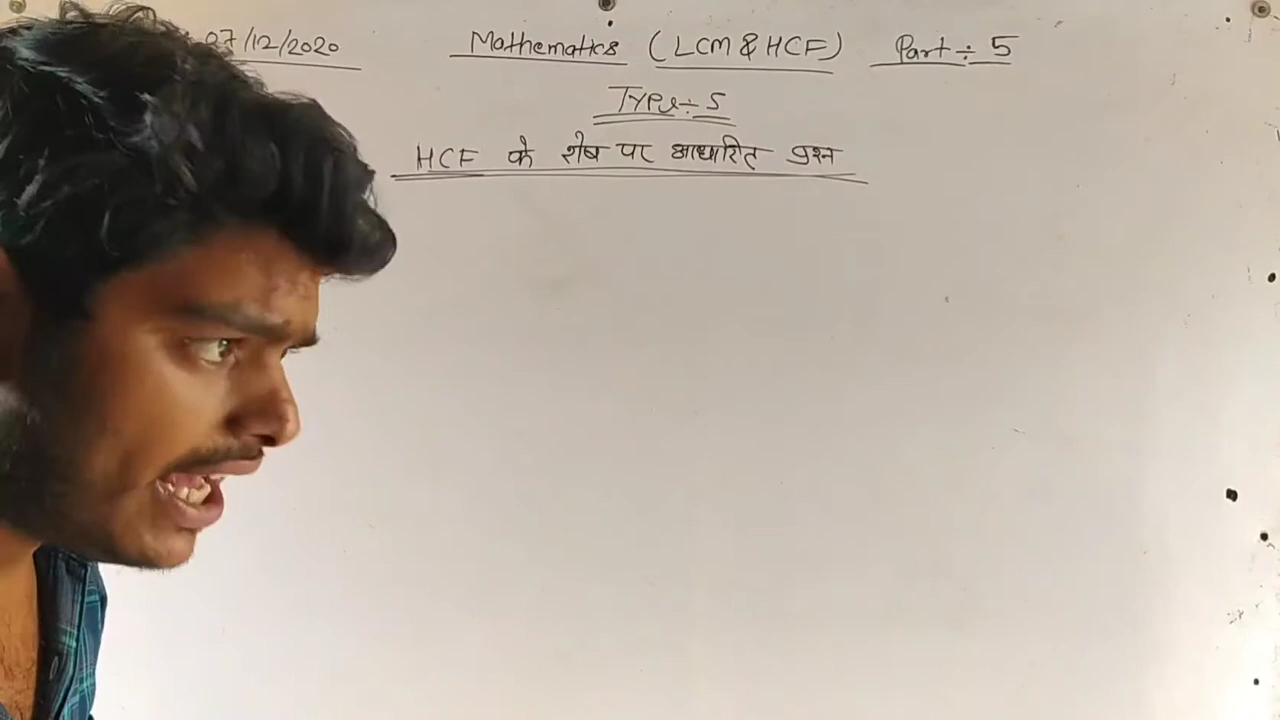 07/12/2020 Mathematics (LCM & HCF) Part ÷ 5
Type ÷ 5
HCF के शेष पर आधारित प्रश्न